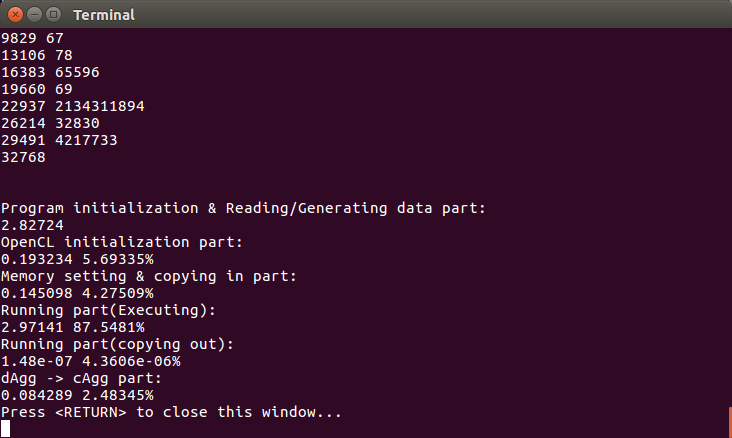 Terminal
9829 67
13106 78
16383 65596
19660 69
22937 2134311894
26214 32830
29491 4217733
32768
Program initialization & Reading/Generating data part:
2.82724
OpenCL initialization part:
0.193234 5.69335%
Memory setting & copying in part:
0.145098 4.27509%
Running part(Executing):
2.97141 87.5481%
Running part(copying out):
1.48e-07 4.3606e-06%
dAgg -> cAgg part:
0.084289 2.48345%
Press <RETURN> to close this window...